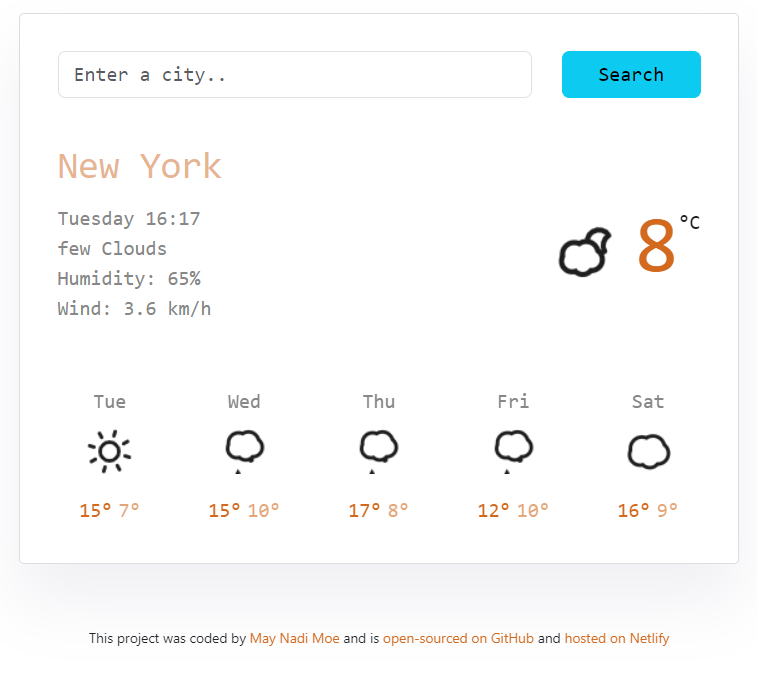 Enter a city.. Search
New York
Tuesday 16:17
few Clouds
Humidity: 65%
Wind: 3.6 km/h
8 °C
Tue Wed Thu Fri Sat
15° 7° 15° 10° 17° 8° 12° 10° 16° 9°
This project was coded by May Nadi Moe and is open-sourced on GitHub and hosted on Netlify